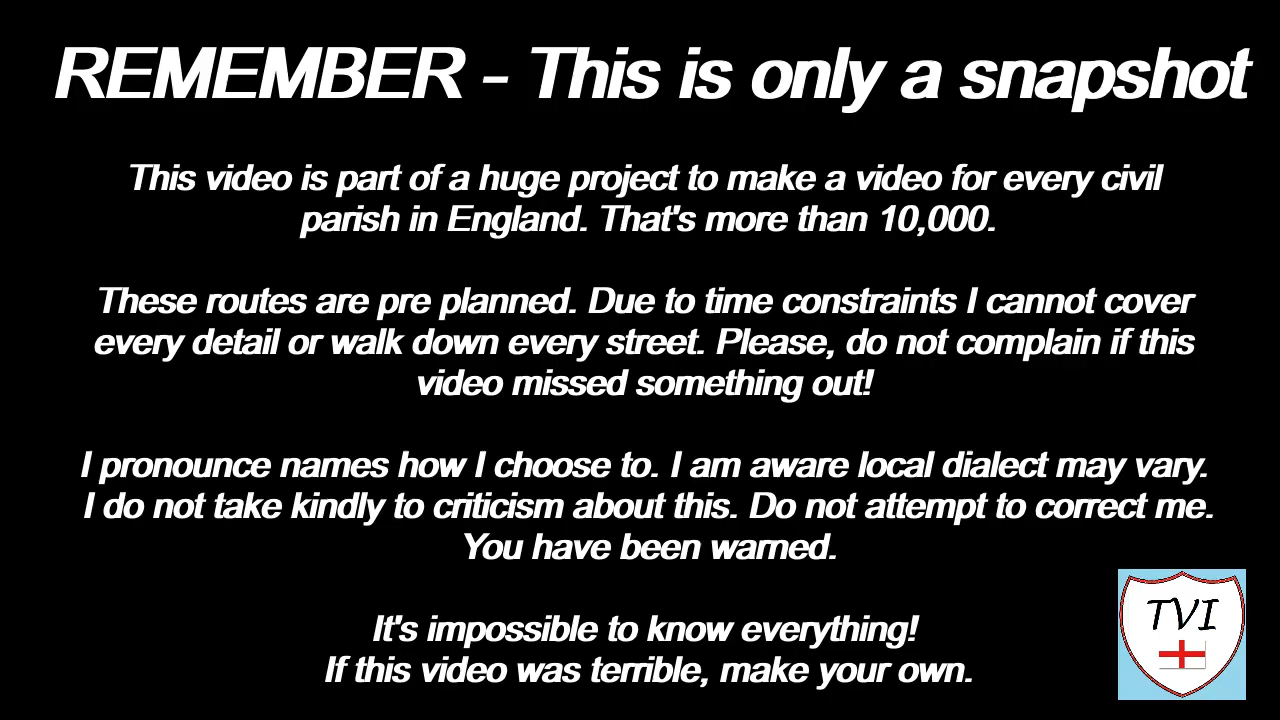 REMEMBER - This is only a snapshot
This video is part of a huge project to make a video for every civil
parish in England. That's more than 10,000.
These routes are pre planned. Due to time constraints I cannot cover
every detail or walk down every street. Please, do not complain if this
video missed something out!
I pronounce names how I choose to. I am aware local dialect may vary.
I do not take kindly to criticism about this. Do not attempt to correct me.
You have been warned.
It's impossible to know everything!
If this video was terrible, make your own.
TVI